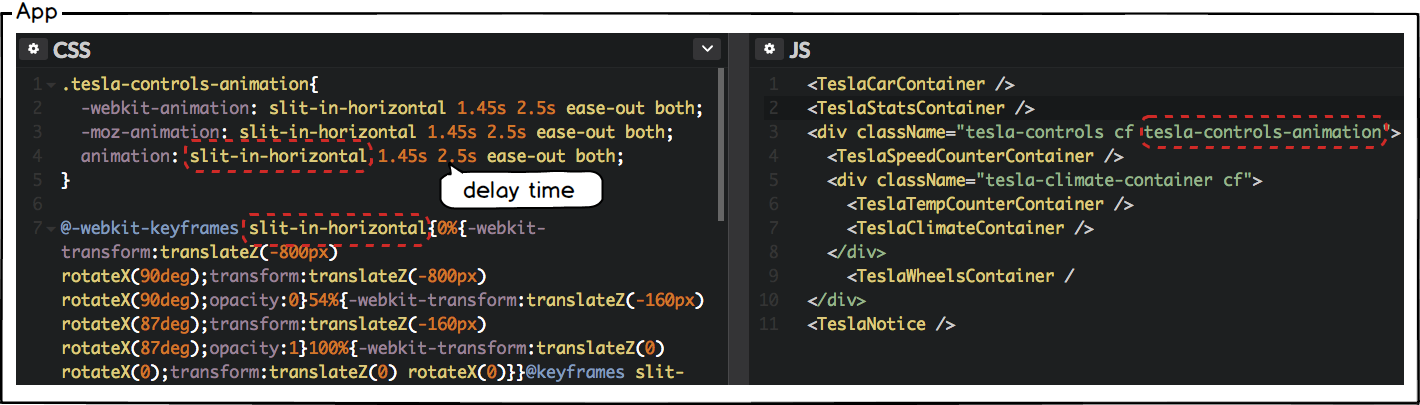 App
CSS
1 .tesla-controls-animation{
2 -webkit-animation: slit-in-horizontal 1.45s 2.5s ease-out both;
3 -moz-animation: slit-in-horizontal 1.45s 2.5s ease-out both;
4 animation: slit-in-horizontal 1.45s 2.5s ease-out both;
5 }
delay time
6
7 @-webkit-keyframes slit-in-horizontal{0%{-webkit-
transform:translateZ(-800px)
rotateX(90deg);transform:translateZ(-800px)
rotateX(90deg);opacity:0}54%{-webkit-transform:translateZ(-160px)
rotateX(87deg);transform:translateZ(-160px)
rotateX(87deg);opacity:1}100%{-webkit-transform:translateZ(0)
rotateX(0);transform:translateZ(0) rotateX(0)}}@keyframes slit-
JS
1 <TeslaCarContainer />
2 <TeslaStatsContainer />
3 <div className="tesla-controls cf tesla-controls-animation">
4 <TeslaSpeedCounterContainer />
5 <div className="tesla-climate-container cf">
6 <TeslaTempCounterContainer />
7 <TeslaClimateContainer />
8 </div>
9 <TeslaWheelsContainer /
10 </div>
11 <TeslaNotice />